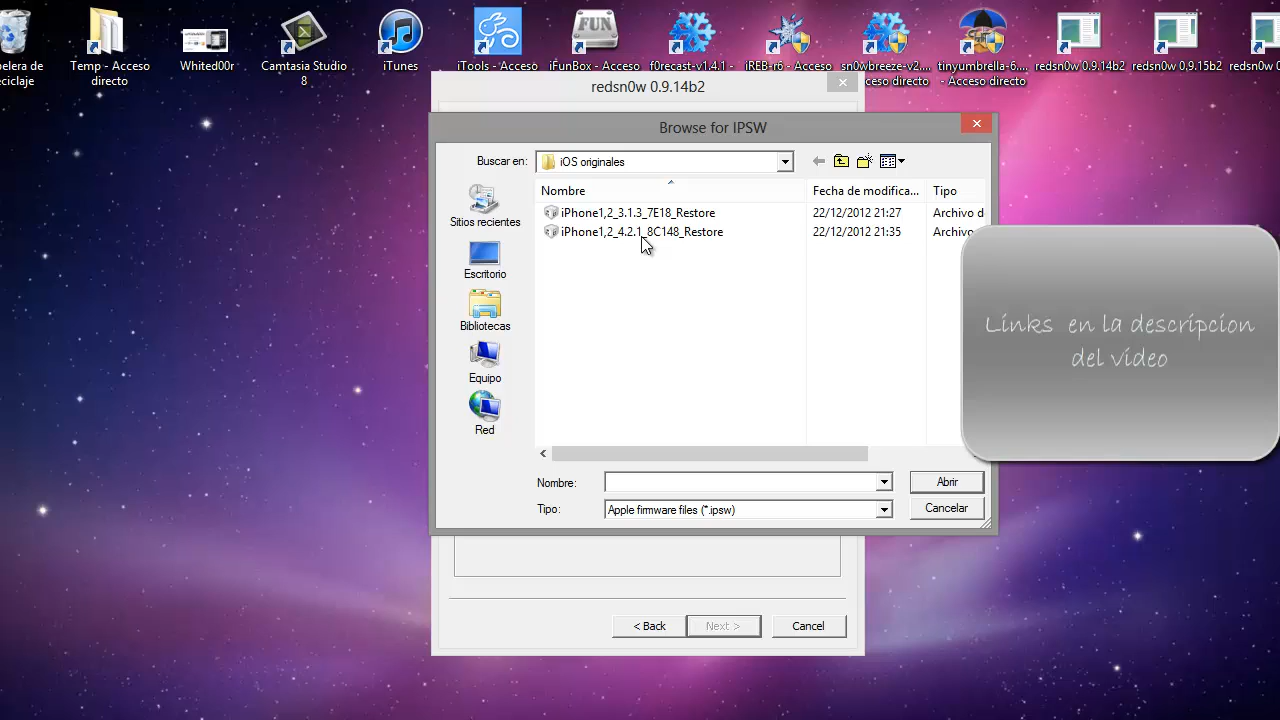 pelera de
ciclaje
Temp - Acceso
directo
Whited00r
Camtasia Studio
8
iTunes
iTools - Acceso
iFunBox - Acceso
f0recast-v1.4.1 -
iREB-r6 - Acceso
sn0wbreeze-v2....
ceso directo
tinyumbrella-6....
- Acceso directo
redsn0w 0.9.14b2
redsn0w 0,9.15b2
redsn0w 0
FUN
redsn0w 0.9.14b2
Browse for IPSW
Buscar en:
iOS originales
Nombre
Fecha de modifica...
Tipo
iPhone1,2_3.1.3_7E18_Restore
22/12/2012 21:27
Archivo d
iPhone1,2_4.2.1_8C148_Restore
22/12/2012 21:35
Archivo
Sitios recientes
Escritorio
Bibliotecas
Equipo
Red
Links en la descripcion
del video
Nombre:
Abrir
Tipo:
Apple firmware files (*.ipsw)
Cancelar
< Back
Next >
Cancel